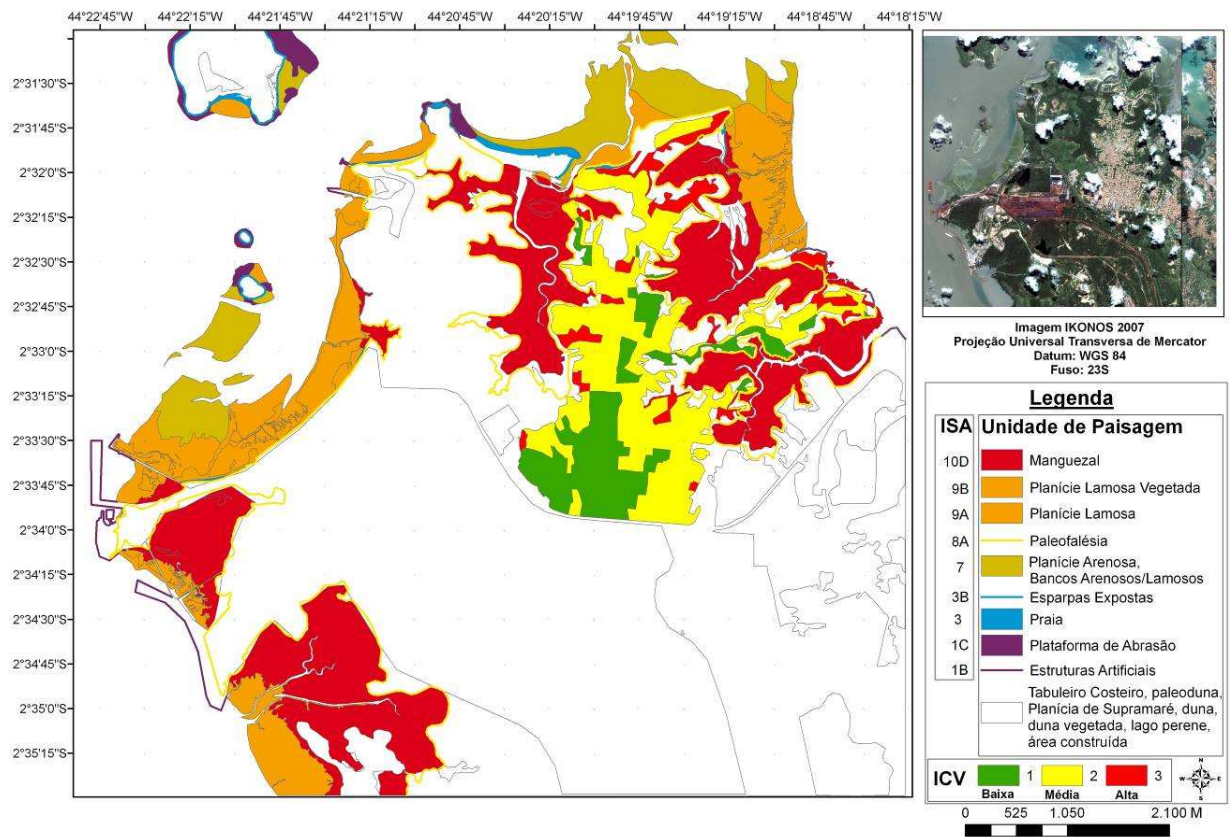 44°22'45"W 44°22'15"W 44°21'45"W 44°21'15"W 44°20'45"W 44°20'15"W 44°19'45"W 44°19'15"W 44°18'45"W 44°18'15"W
2°31'30"S
2°31'45"S
2°32'0"S
2°32'15"S
2°32'30"S
2°32'45"S
2°33'0"S
2°33'15"S
2°33'30"S
2°33'45"S
2°34'0"S
2°34'15"S
2°34'30"S
2°34'45"S
2°35'0"S
2°35'15"S
Imagem IKONOS 2007
Projeção Universal Transversa de Mercator
Datum: WGS 84
Fuso: 23S
Legenda
ISA Unidade de Paisagem
10D Manguezal
9B Planície Lamosa Vegetada
9A Planície Lamosa
8A Paleofalésia
7 Planície Arenosa,
Bancos Arenosos/Lamosos
3B Esparpas Expostas
3 Praia
1C Plataforma de Abrasão
1B Estruturas Artificiais
Tabuleiro Costeiro, paleoduna,
Planícia de Supramaré, duna,
duna vegetada, lago perene,
área construída
ICV 1 2 3
Baixa Média Alta
N
W E
S
0 525 1.050 2.100 M